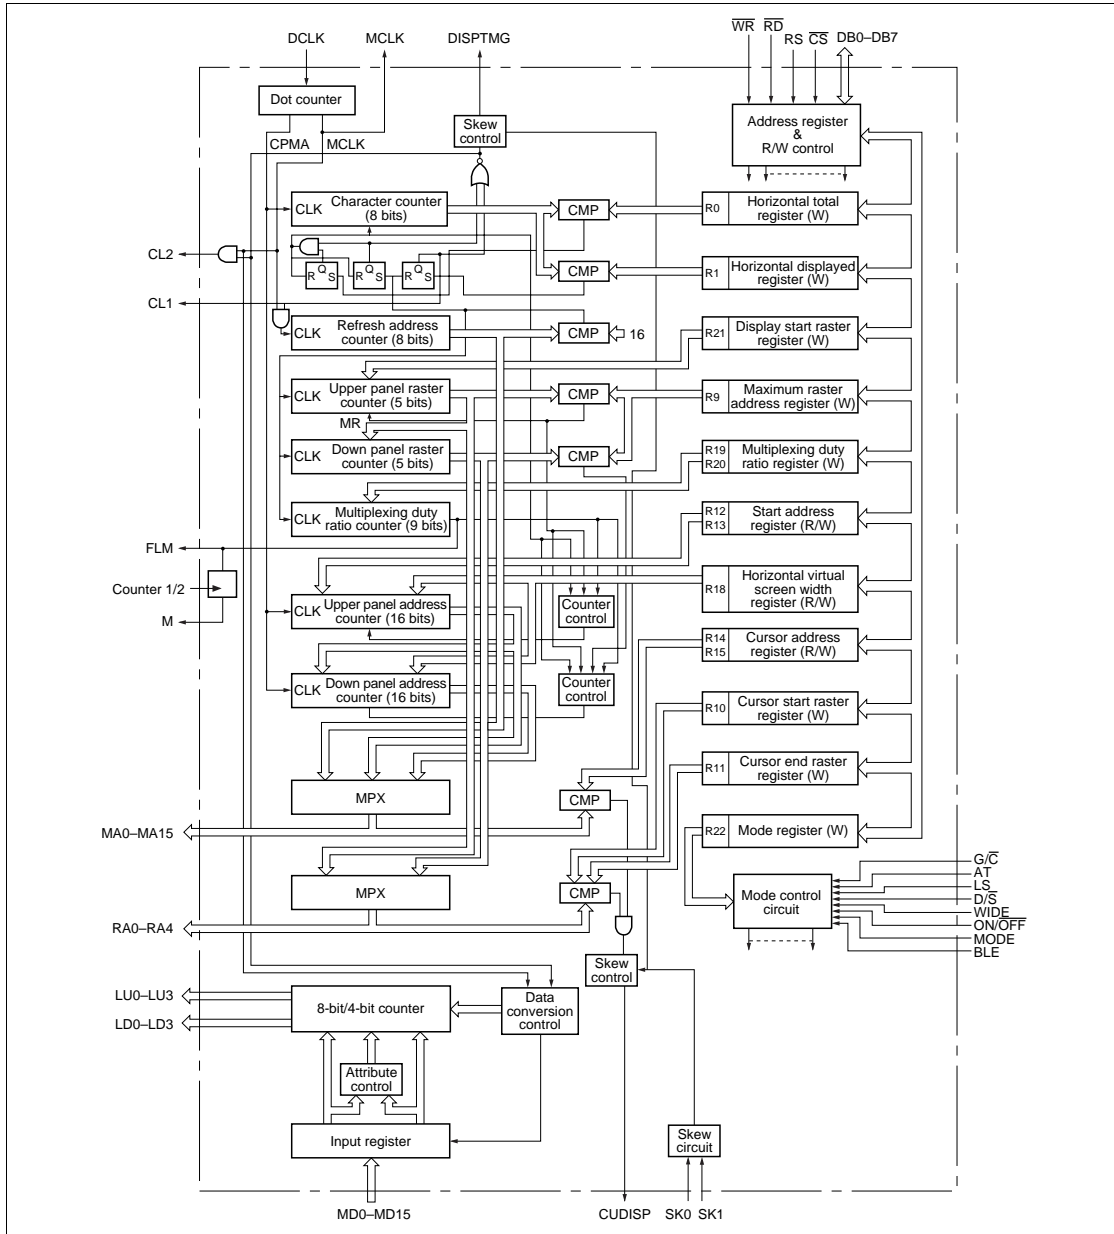 DCLK MCLK DISPTMG W̅R̅ R̅D̅ RS C̅S̅ DB0–DB7
Dot counter
Skew
control
Address register
&
R/W control
CPMA MCLK
CLK Character counter
(8 bits)
CMP
R0 Horizontal total
register (W)
CL2
R Q S R Q S R Q S
CMP
R1 Horizontal displayed
register (W)
CL1
CLK Refresh address
counter (8 bits)
CMP
16
R21 Display start raster
register (W)
CLK Upper panel raster
counter (5 bits)
CMP
R9 Maximum raster
address register (W)
MR
CLK Down panel raster
counter (5 bits)
CMP
R19
R20
Multiplexing duty
ratio register (W)
CLK Multiplexing duty
ratio counter (9 bits)
R12
R13
Start address
register (R/W)
FLM
Counter 1/2
M
R18 Horizontal virtual
screen width
register (R/W)
CLK Upper panel address
counter (16 bits)
Counter
control
R14
R15
Cursor address
register (R/W)
CLK Down panel address
counter (16 bits)
Counter
control
R10 Cursor start raster
register (W)
R11 Cursor end raster
register (W)
MPX
CMP
MA0–MA15
R22 Mode register (W)
MPX
CMP
RA0–RA4
Mode control
circuit
G/C̅
AT
LS
D/S̅
WIDE
ON/O̅F̅F̅
MODE
BLE
Skew
control
LU0–LU3
LD0–LD3
8-bit/4-bit counter
Data
conversion
control
Attribute
control
Input register
Skew
circuit
MD0–MD15 CUDISP SK0 SK1